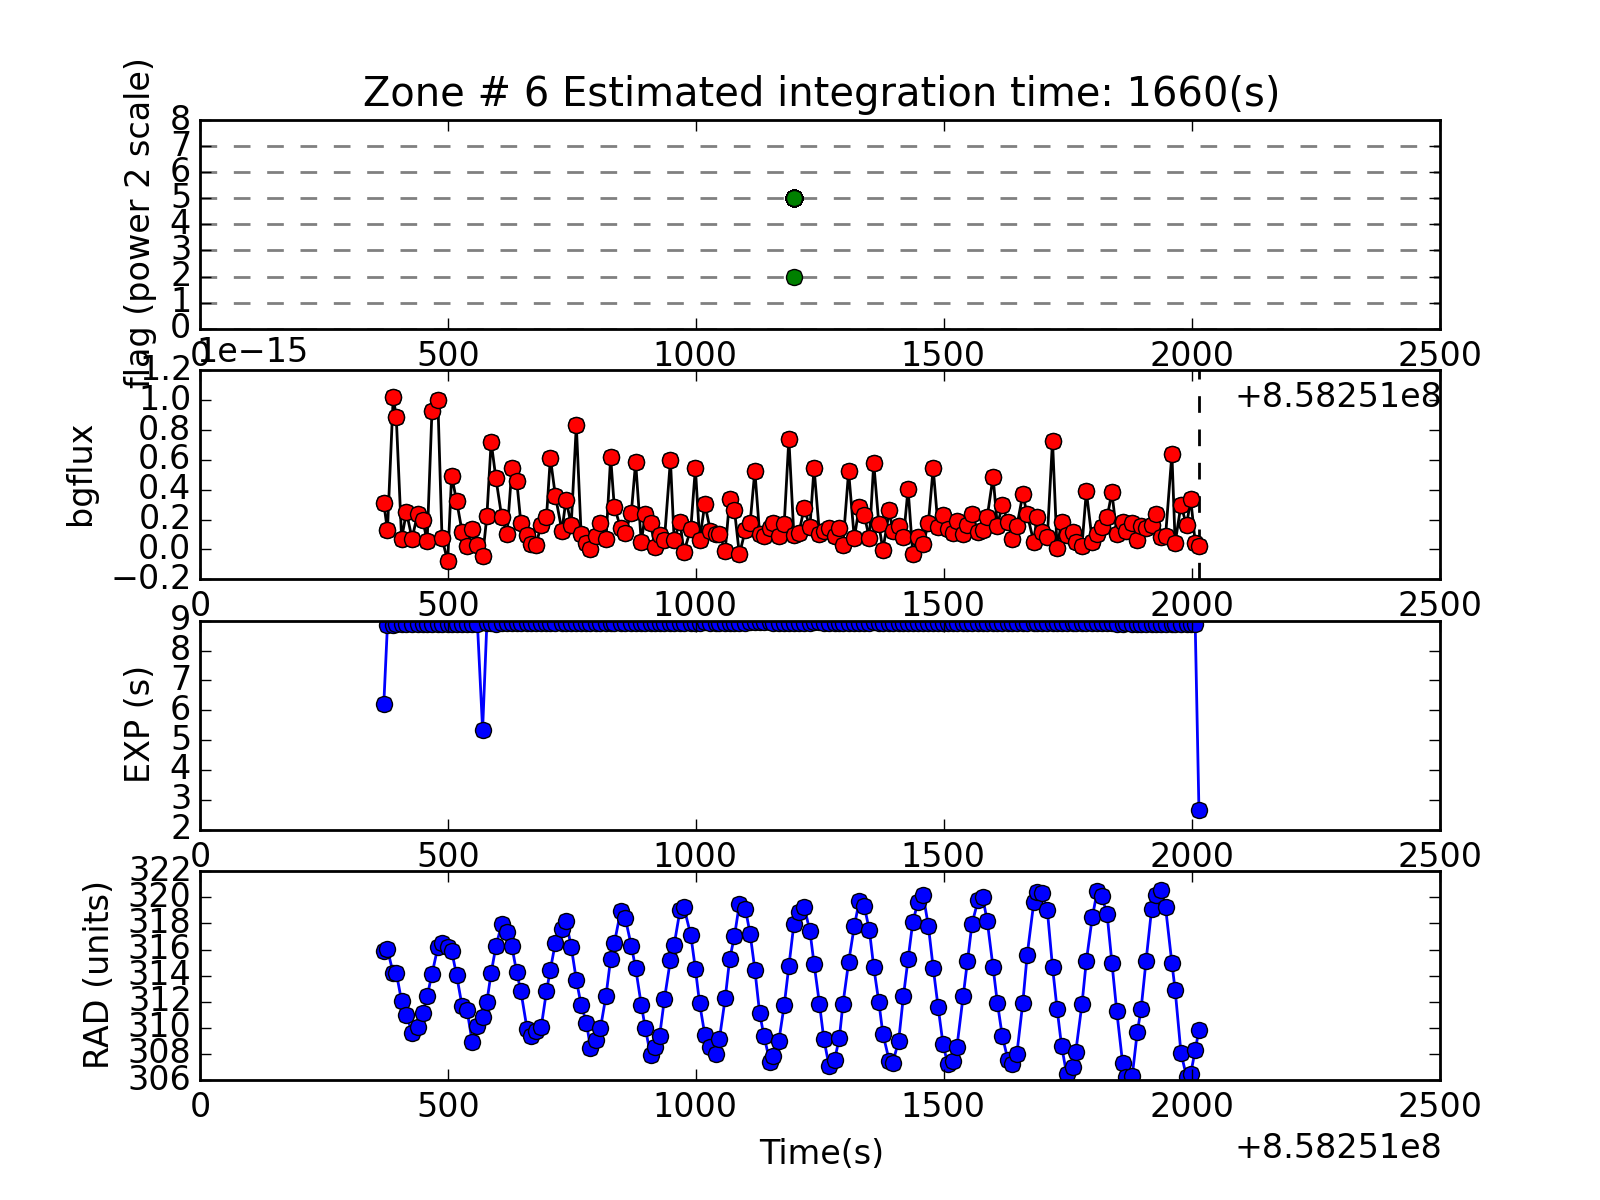 Zone # 6 Estimated integration time: 1660(s)
flag (power 2 scale)
8
7
6
5
4
3
2
1
0
0 500 1000 1500 2000 2500
1e−15
+8.58251e8
bgflux
1.2
1.0
0.8
0.6
0.4
0.2
0.0
−0.2
0 500 1000 1500 2000 2500
EXP (s)
9
8
7
6
5
4
3
2
0 500 1000 1500 2000 2500
RAD (units)
322
320
318
316
314
312
310
308
306
0 500 1000 1500 2000 2500
Time(s)
+8.58251e8